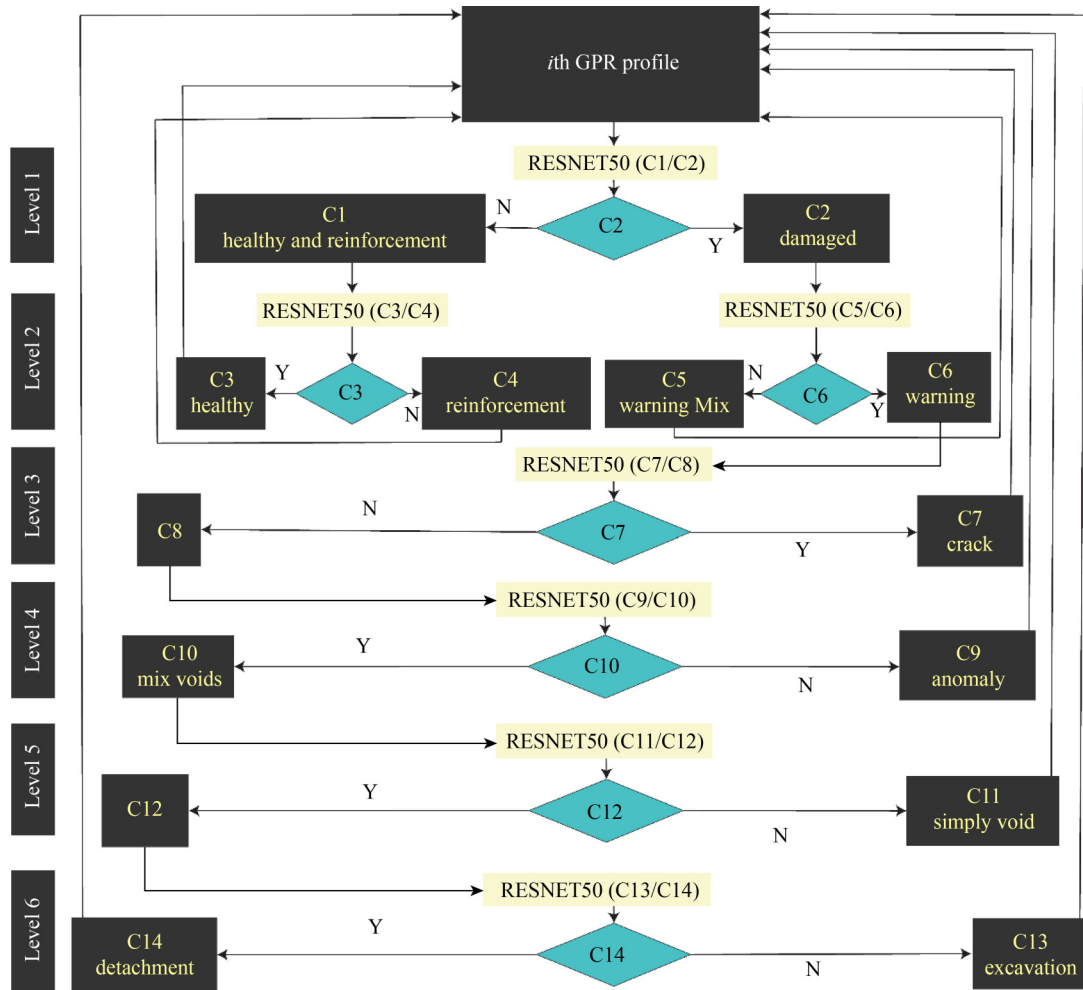 ith GPR profile
Level 1
RESNET50 (C1/C2)
C1
healthy and reinforcement
N
C2
Y
C2
damaged
Level 2
RESNET50 (C3/C4)
RESNET50 (C5/C6)
C3
healthy
Y
C3
N
C4
reinforcement
C5
warning Mix
N
C6
Y
C6
warning
Level 3
RESNET50 (C7/C8)
C8
N
C7
Y
C7
crack
Level 4
RESNET50 (C9/C10)
C10
mix voids
Y
C10
N
C9
anomaly
Level 5
RESNET50 (C11/C12)
C12
Y
C12
N
C11
simply void
Level 6
RESNET50 (C13/C14)
C14
detachment
Y
C14
N
C13
excavation